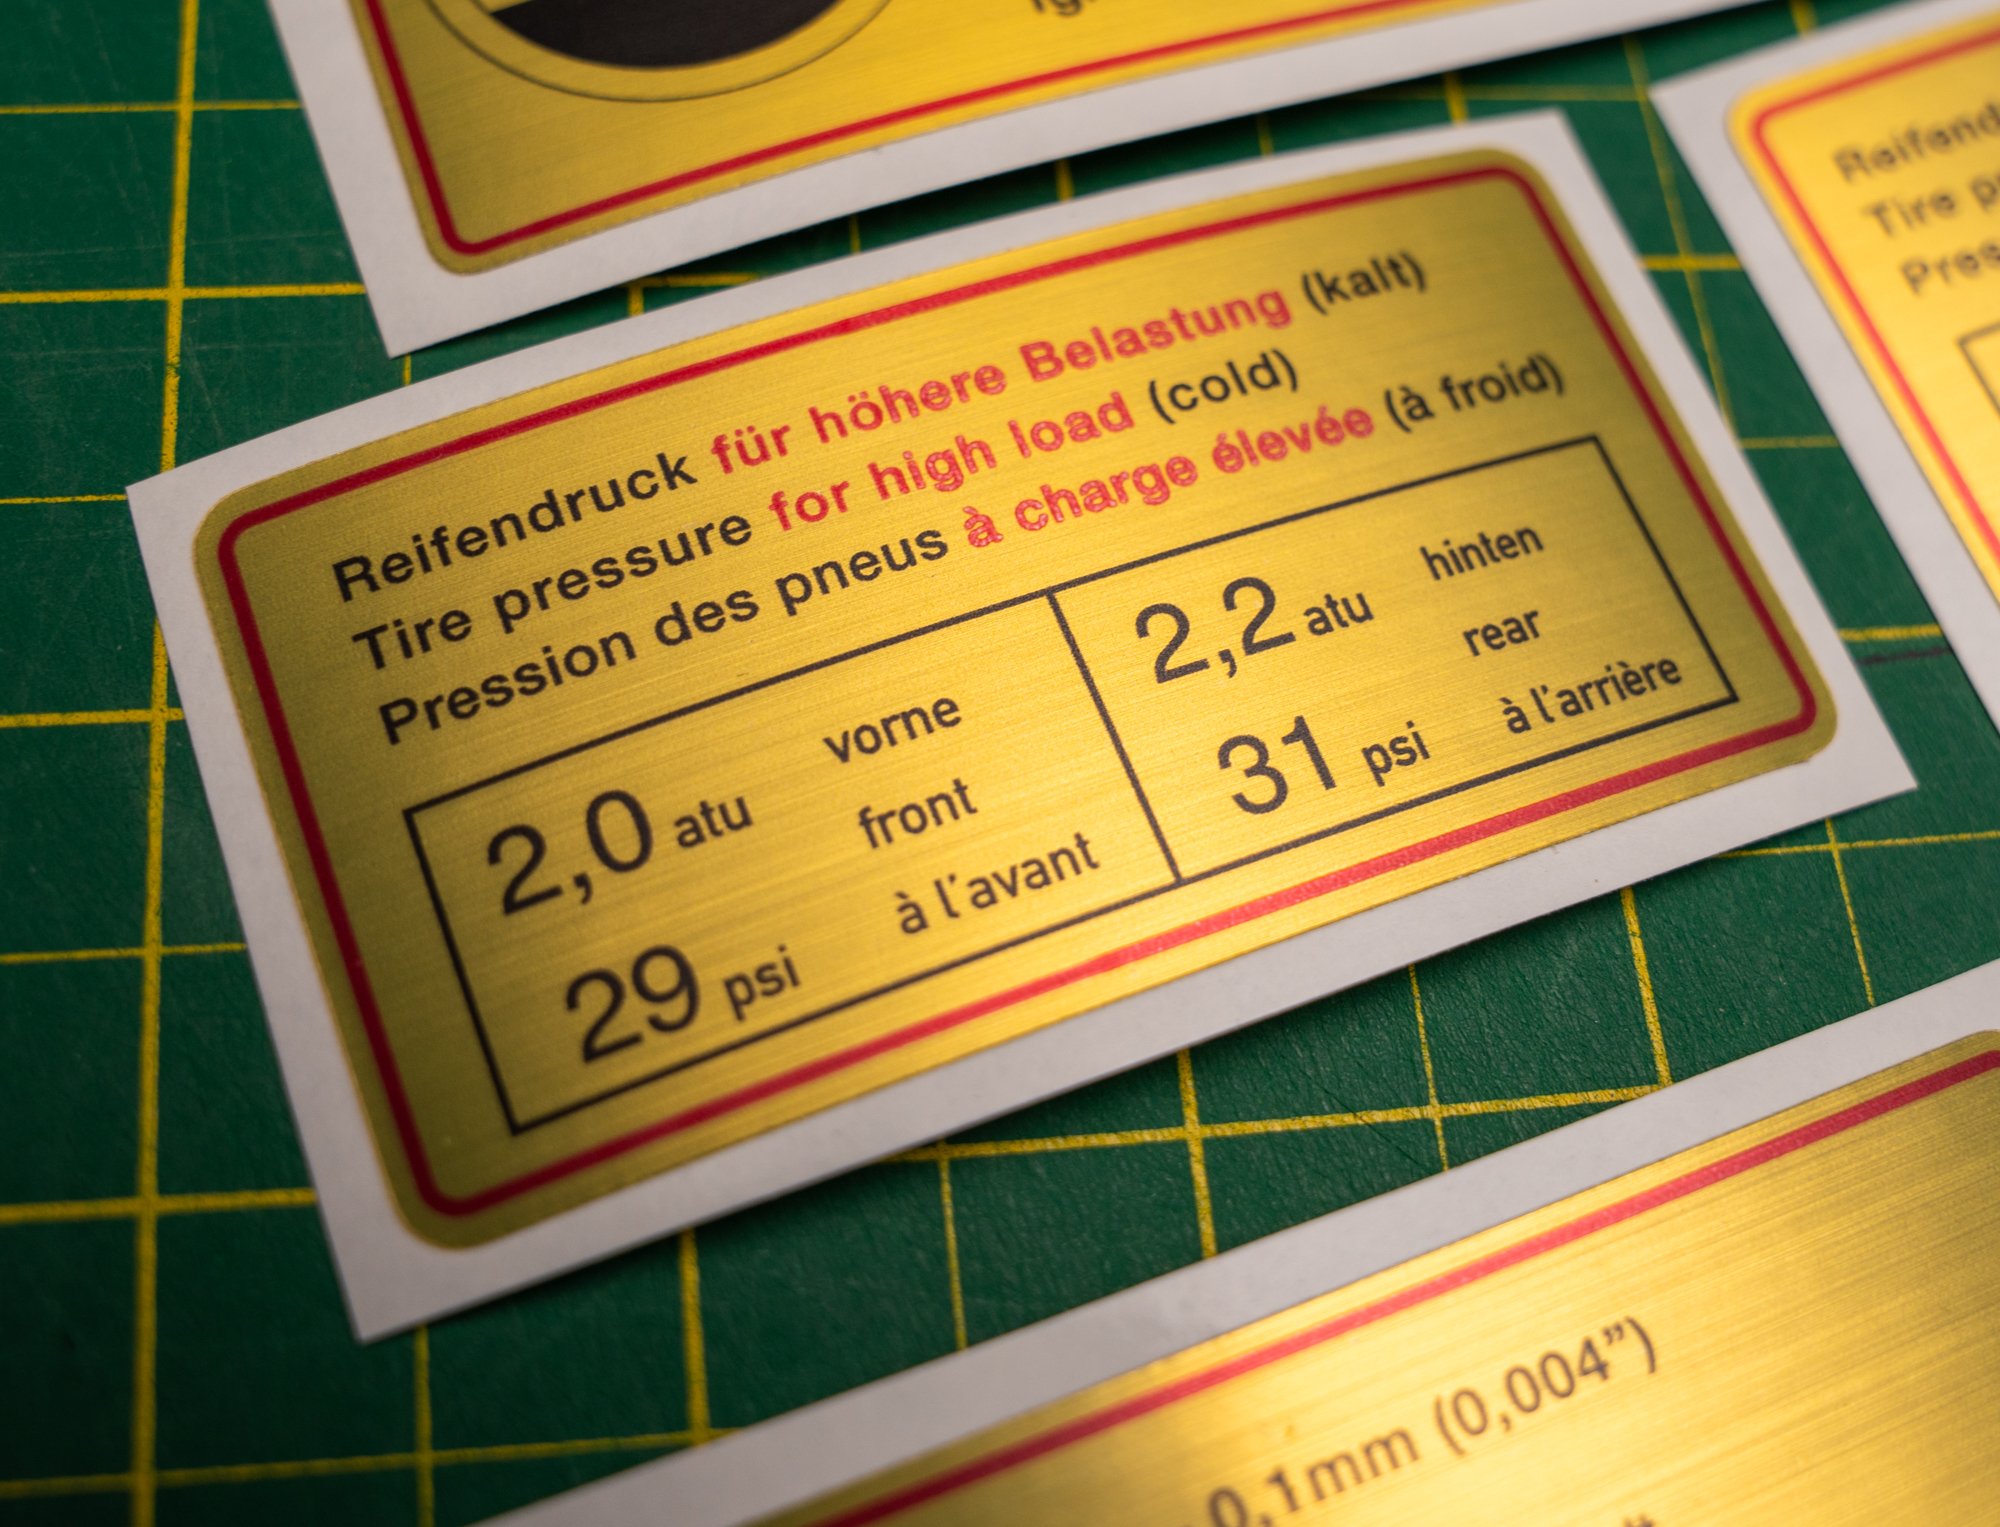 Reifendruck für höhere Belastung (kalt)
Tire pressure for high load (cold)
Pression des pneus à charge élevée (à froid)
2,0 atu vorne
front
29 psi à l'avant
2,2 atu hinten
rear
31 psi à l'arrière
Tire
0,1mm (0,004”)